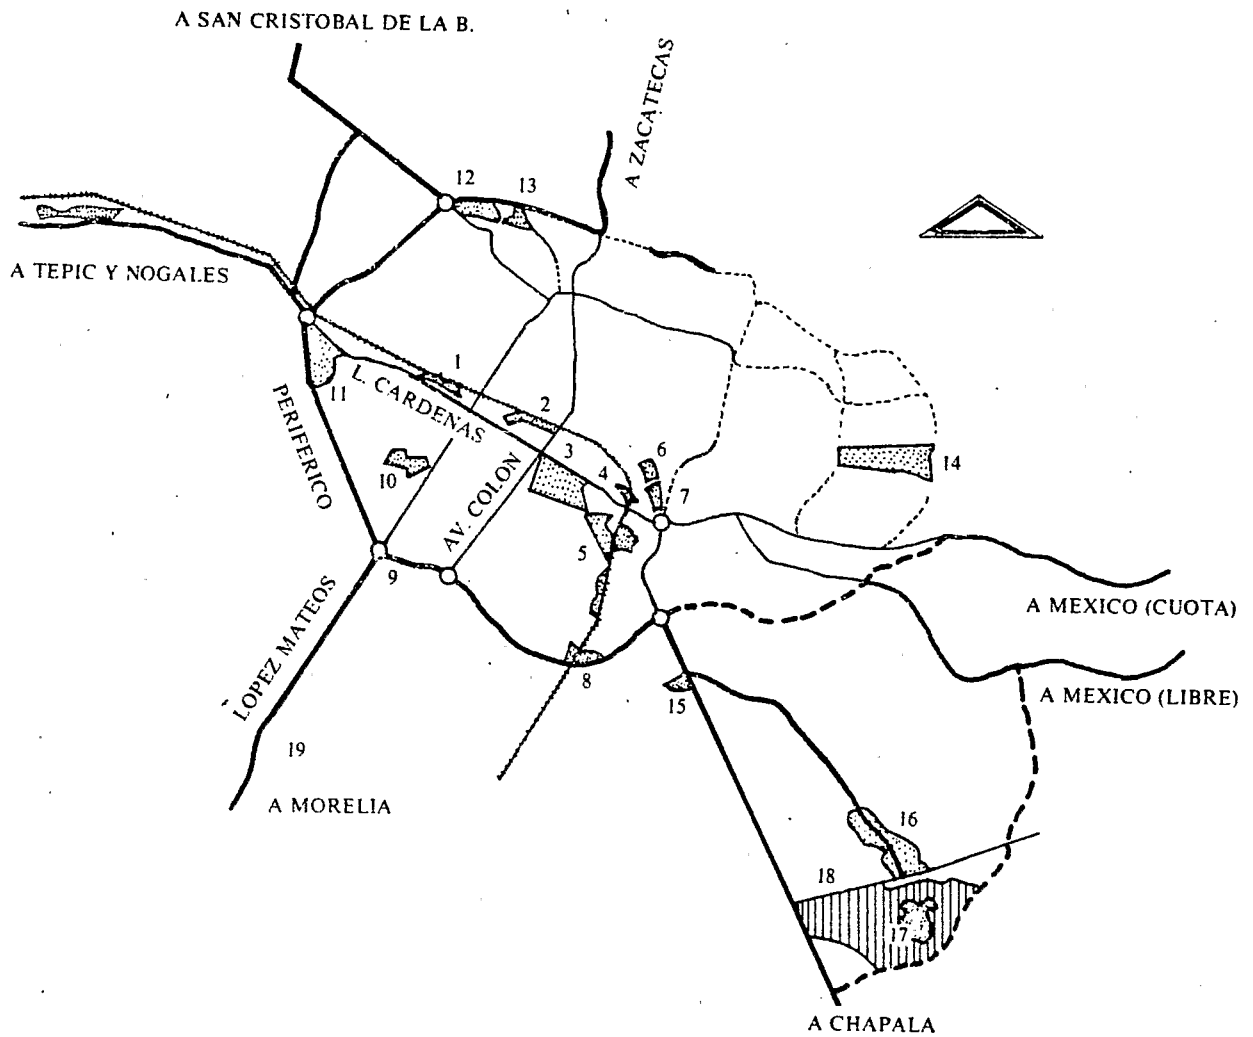 A SAN CRISTOBAL DE LA B.
A ZACATECAS
12
13
A TEPIC Y NOGALES
1
L. CARDENAS
11
PERIFERICO
2
3
6
4
7
10
14
AV. COLON
5
9
A MEXICO (CUOTA)
LOPEZ MATEOS
8
A MEXICO (LIBRE)
15
19
A MORELIA
16
18
17
A CHAPALA